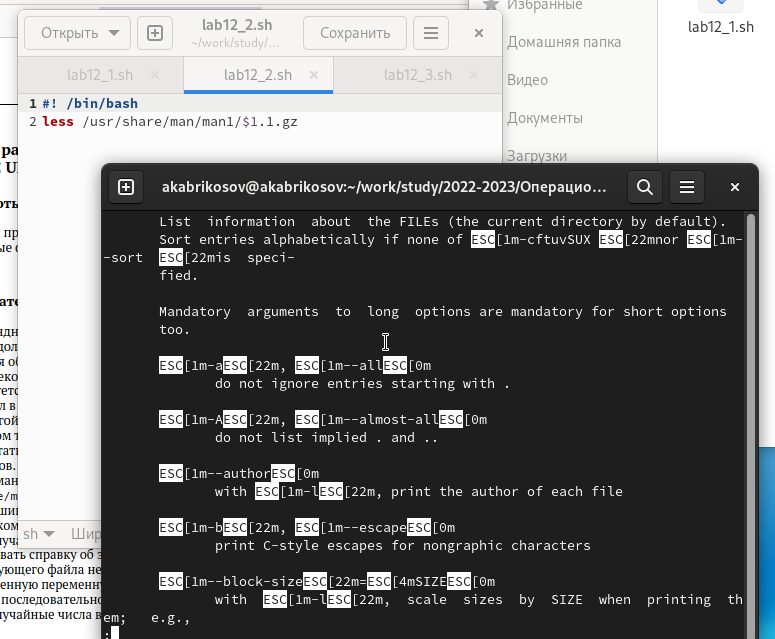 Избранные
Домашняя папка
Видео
Документы
Загрузки
lab12_1.sh
Открыть
lab12_2.sh
~/work/study/...
Сохранить
lab12_1.sh
lab12_2.sh
lab12_3.sh
1 #! /bin/bash
2 less /usr/share/man/man1/$1.1.gz
sh
akabrikosov@akabrikosov:~/work/study/2022-2023/Операцио...
List  information  about  the FILEs (the current directory by default).
Sort entries alphabetically if none of ESC[1m-cftuvSUX ESC[22mnor ESC[1m-
-sort  ESC[22mis  speci-
fied.
Mandatory  arguments  to  long  options are mandatory for short options
too.
ESC[1m-aESC[22m, ESC[1m--allESC[0m
do not ignore entries starting with .
ESC[1m-AESC[22m, ESC[1m--almost-allESC[0m
do not list implied . and ..
ESC[1m--authorESC[0m
with ESC[1m-lESC[22m, print the author of each file
ESC[1m-bESC[22m, ESC[1m--escapeESC[0m
print C-style escapes for nongraphic characters
ESC[1m--block-sizeESC[22m=ESC[4mSIZEESC[0m
with  ESC[1m-lESC[22m,  scale  sizes  by  SIZE  when  printing  th
em;   e.g.,
: